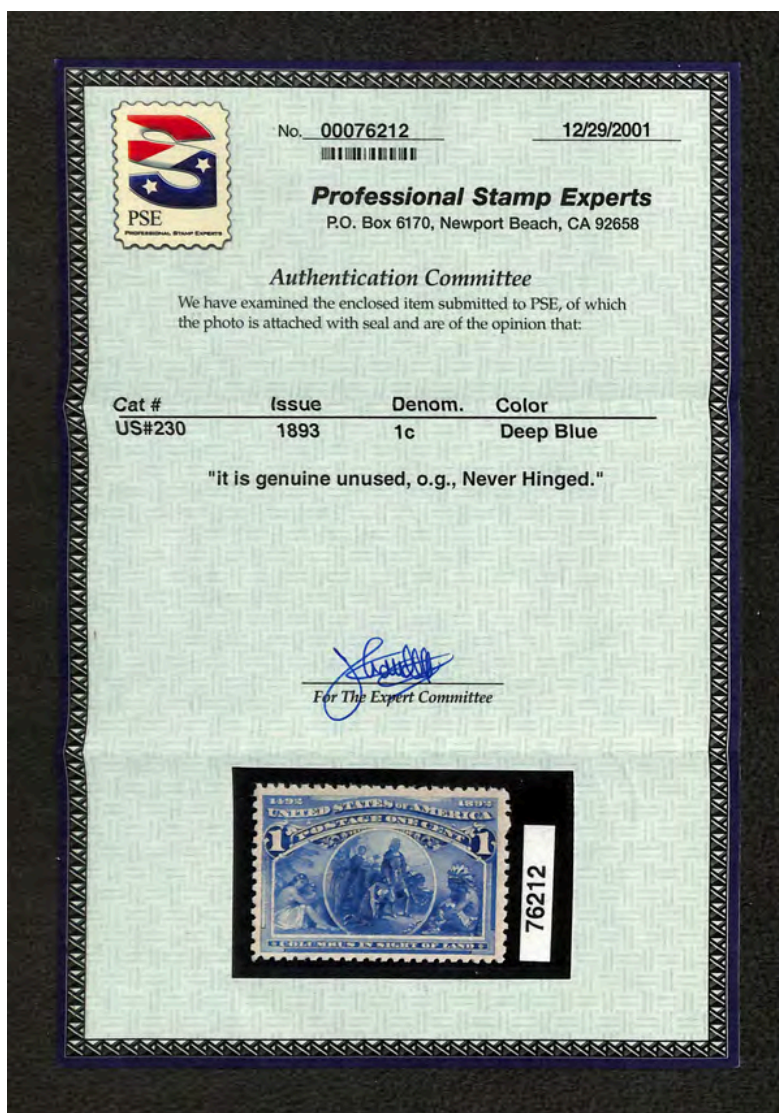 No. 00076212 12/29/2001
PSE
PROFESSIONAL STAMP EXPERTS
Professional Stamp Experts
P.O. Box 6170, Newport Beach, CA 92658
Authentication Committee
We have examined the enclosed item submitted to PSE, of which
the photo is attached with seal and are of the opinion that:
Cat # Issue Denom. Color
US#230 1893 1c Deep Blue
"it is genuine unused, o.g., Never Hinged."
For The Expert Committee
1492 1892
UNITED STATES OF AMERICA
POSTAGE ONE CENT
1 1
COLUMBUS IN SIGHT OF LAND
76212